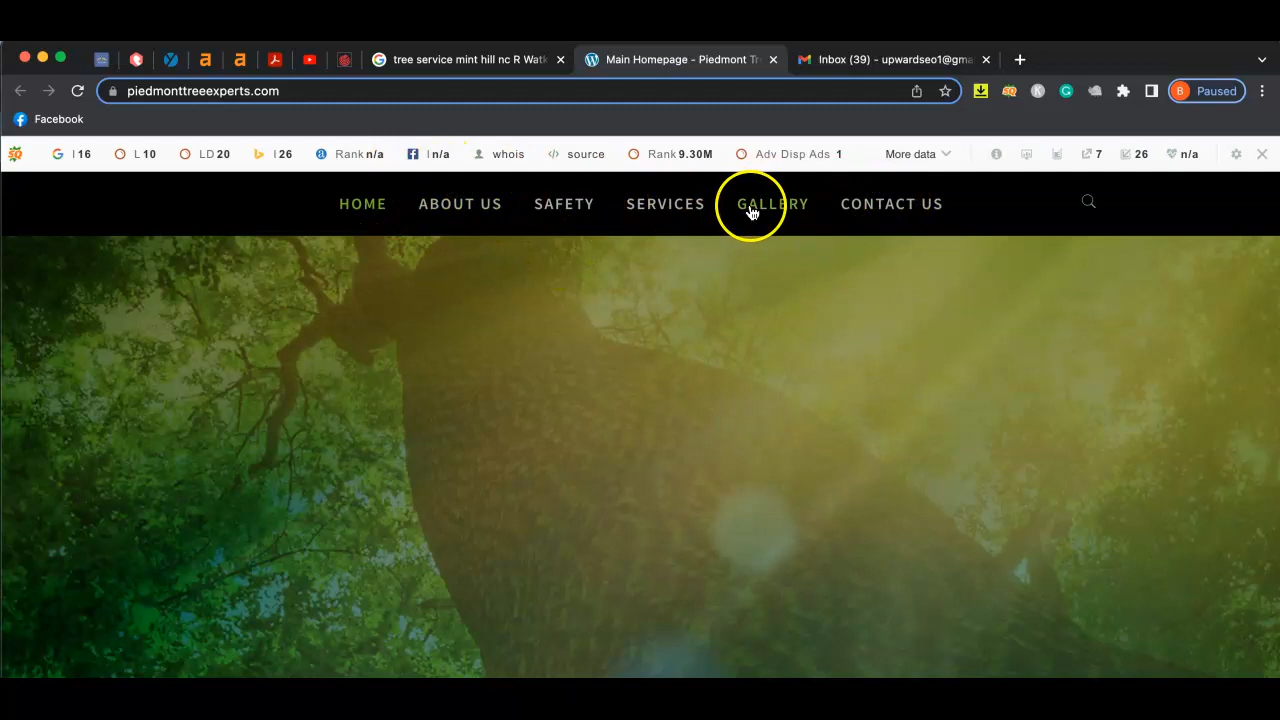 tree service mint hill nc R Watk
Main Homepage - Piedmont Tr
Inbox (39) - upwardseo1@gma
piedmonttreeexperts.com
B Paused
Facebook
SQ I 16 L 10 LD 20 I 26 Rank n/a I n/a whois source Rank 9.30M Adv Disp Ads 1 More data 7 26 n/a
HOME ABOUT US SAFETY SERVICES GALLERY CONTACT US